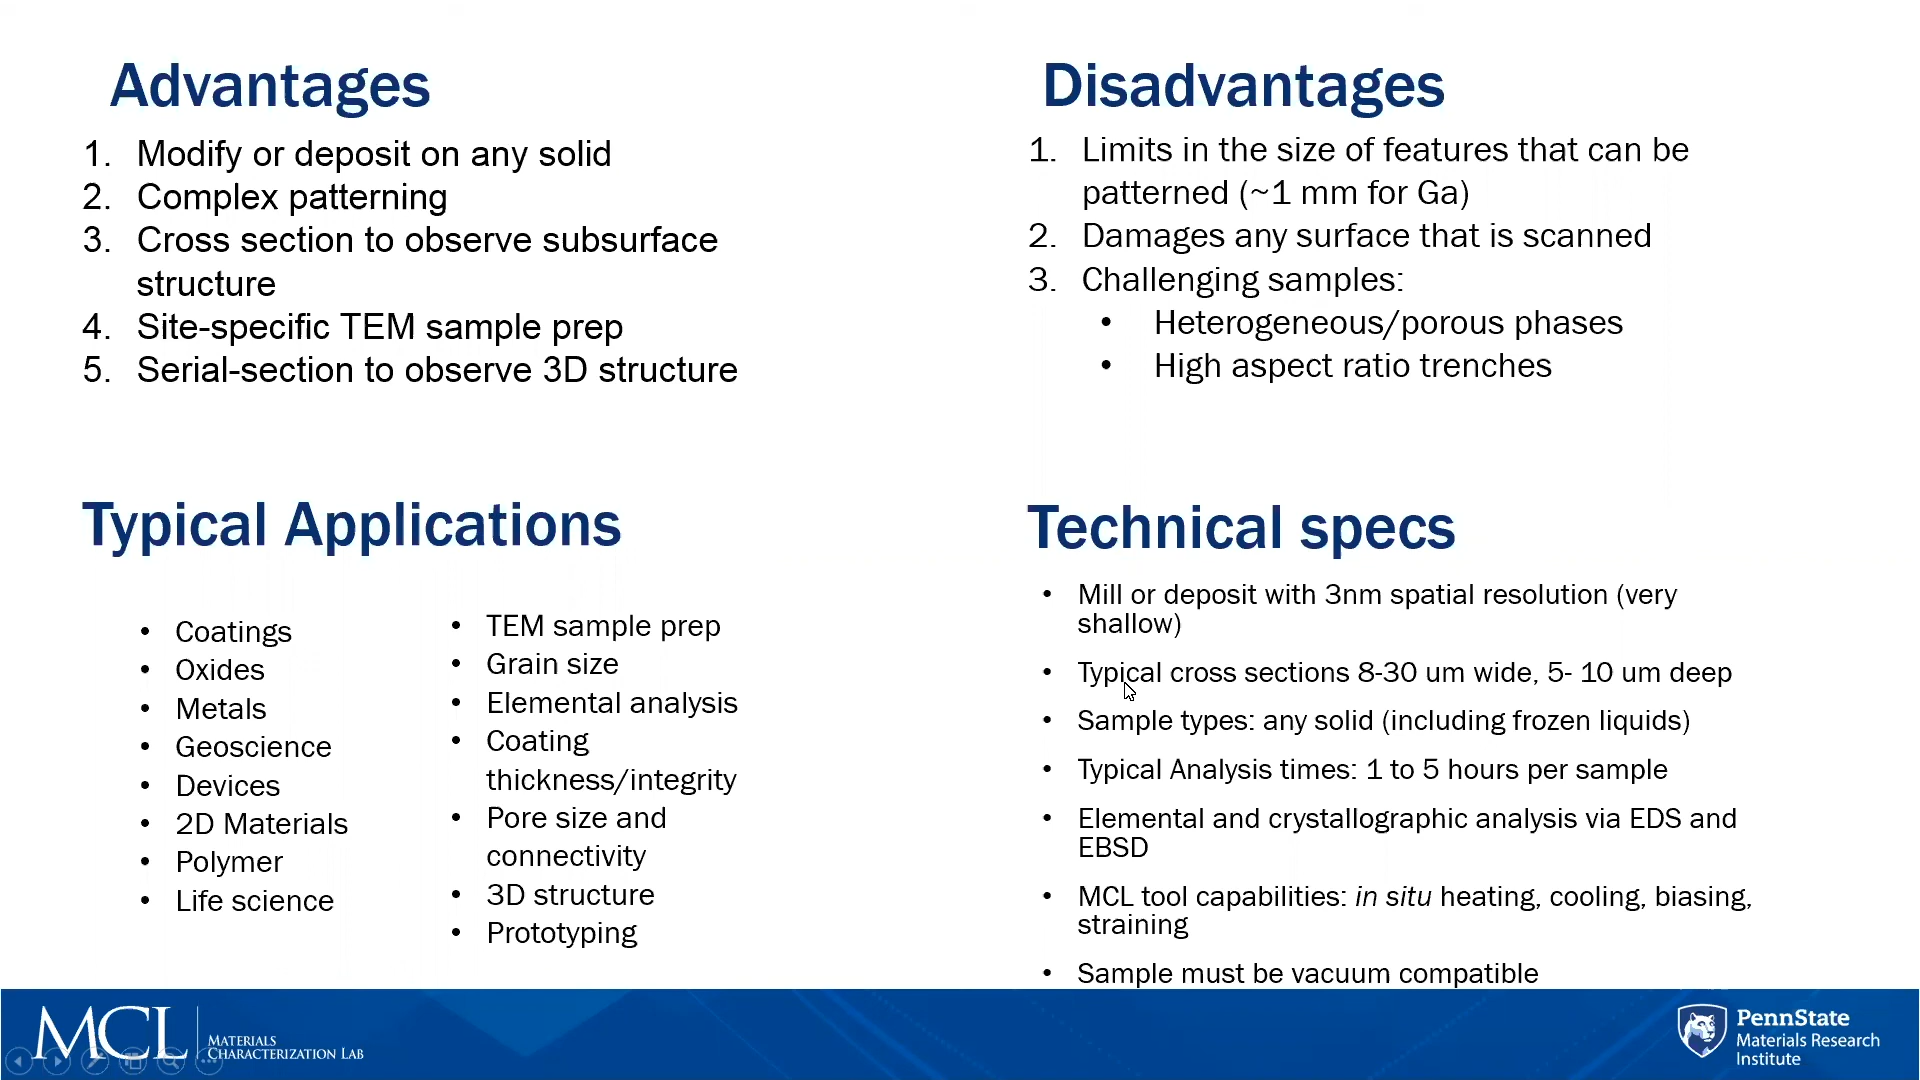 Advantages
1. Modify or deposit on any solid
2. Complex patterning
3. Cross section to observe subsurface
structure
4. Site-specific TEM sample prep
5. Serial-section to observe 3D structure
Disadvantages
1. Limits in the size of features that can be
patterned (~1 mm for Ga)
2. Damages any surface that is scanned
3. Challenging samples:
• Heterogeneous/porous phases
• High aspect ratio trenches
Typical Applications
• Coatings
• Oxides
• Metals
• Geoscience
• Devices
• 2D Materials
• Polymer
• Life science
• TEM sample prep
• Grain size
• Elemental analysis
• Coating
thickness/integrity
• Pore size and
connectivity
• 3D structure
• Prototyping
Technical specs
• Mill or deposit with 3nm spatial resolution (very
shallow)
• Typical cross sections 8-30 um wide, 5- 10 um deep
• Sample types: any solid (including frozen liquids)
• Typical Analysis times: 1 to 5 hours per sample
• Elemental and crystallographic analysis via EDS and
EBSD
• MCL tool capabilities: in situ heating, cooling, biasing,
straining
• Sample must be vacuum compatible
MCL
MATERIALS
CHARACTERIZATION LAB
PennState
Materials Research
Institute